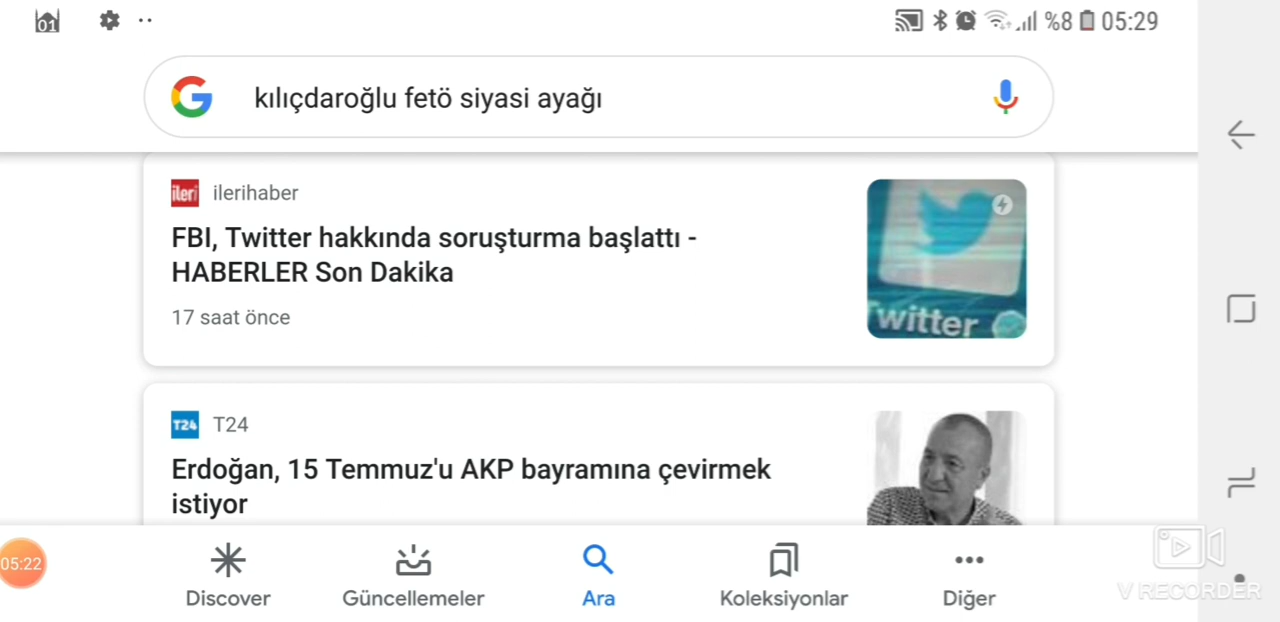 01
%8 05:29
kılıçdaroğlu fetö siyasi ayağı
ileri ilerihaber
FBI, Twitter hakkında soruşturma başlattı -
HABERLER Son Dakika
17 saat önce
Twitter
T24 T24
Erdoğan, 15 Temmuz'u AKP bayramına çevirmek
istiyor
05:22
Discover
Güncellemeler
Ara
Koleksiyonlar
Diğer
V RECORDER